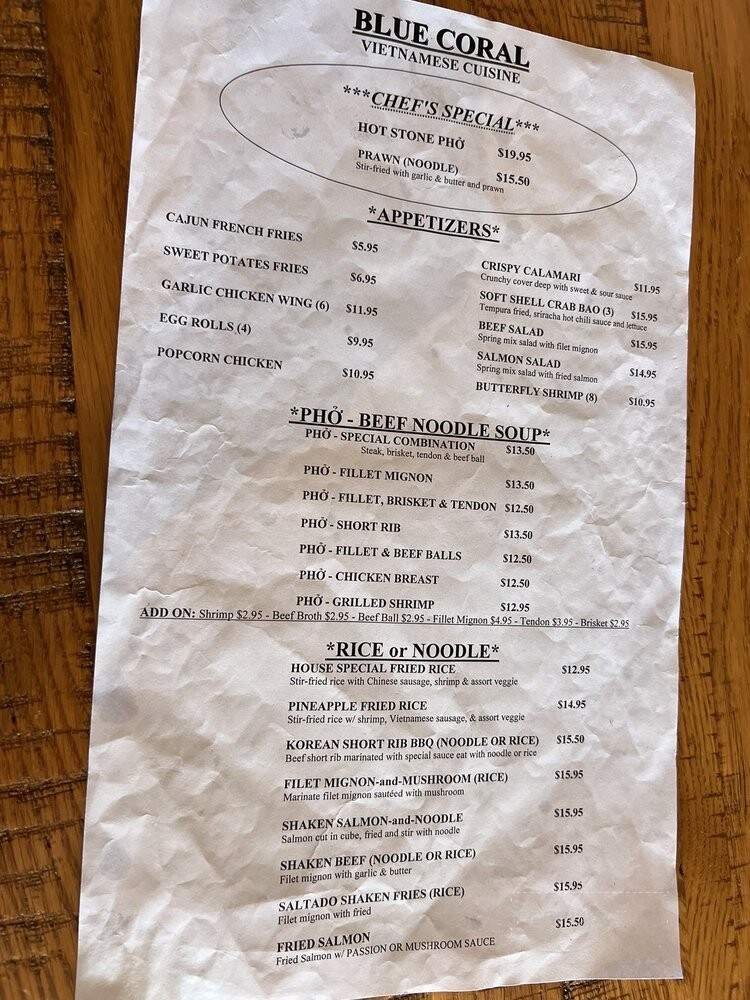 BLUE CORAL
VIETNAMESE CUISINE
***CHEF'S SPECIAL***
HOT STONE PHỞ $19.95
PRAWN (NOODLE) $15.50
Stir-fried with garlic & butter and prawn
*APPETIZERS*
CAJUN FRENCH FRIES $5.95
SWEET POTATES FRIES $6.95
GARLIC CHICKEN WING (6) $11.95
EGG ROLLS (4) $9.95
POPCORN CHICKEN $10.95
CRISPY CALAMARI $11.95
Crunchy cover deep with sweet & sour sauce
SOFT SHELL CRAB BAO (3) $15.95
Tempura fried, sriracha hot chili sauce and lettuce
BEEF SALAD $15.95
Spring mix salad with filet mignon
SALMON SALAD $14.95
Spring mix salad with fried salmon
BUTTERFLY SHRIMP (8) $10.95
*PHỞ - BEEF NOODLE SOUP*
PHỞ - SPECIAL COMBINATION $13.50
Steak, brisket, tendon & beef ball
PHỞ - FILLET MIGNON $13.50
PHỞ - FILLET, BRISKET & TENDON $12.50
PHỞ - SHORT RIB $13.50
PHỞ - FILLET & BEEF BALLS $12.50
PHỞ - CHICKEN BREAST $12.50
PHỞ - GRILLED SHRIMP $12.95
ADD ON: Shrimp $2.95 - Beef Broth $2.95 - Beef Ball $2.95 - Fillet Mignon $4.95 - Tendon $3.95 - Brisket $2.95
*RICE or NOODLE*
HOUSE SPECIAL FRIED RICE $12.95
Stir-fried rice with Chinese sausage, shrimp & assort veggie
PINEAPPLE FRIED RICE $14.95
Stir-fried rice w/ shrimp, Vietnamese sausage, & assort veggie
KOREAN SHORT RIB BBQ (NOODLE OR RICE) $15.50
Beef short rib marinated with special sauce eat with noodle or rice
FILET MIGNON-and-MUSHROOM (RICE) $15.95
Marinate filet mignon sautéed with mushroom
SHAKEN SALMON-and-NOODLE $15.95
Salmon cut in cube, fried and stir with noodle
SHAKEN BEEF (NOODLE OR RICE) $15.95
Filet mignon with garlic & butter
SALTADO SHAKEN FRIES (RICE) $15.95
Filet mignon with fried
FRIED SALMON $15.50
Fried Salmon w/ PASSION OR MUSHROOM SAUCE